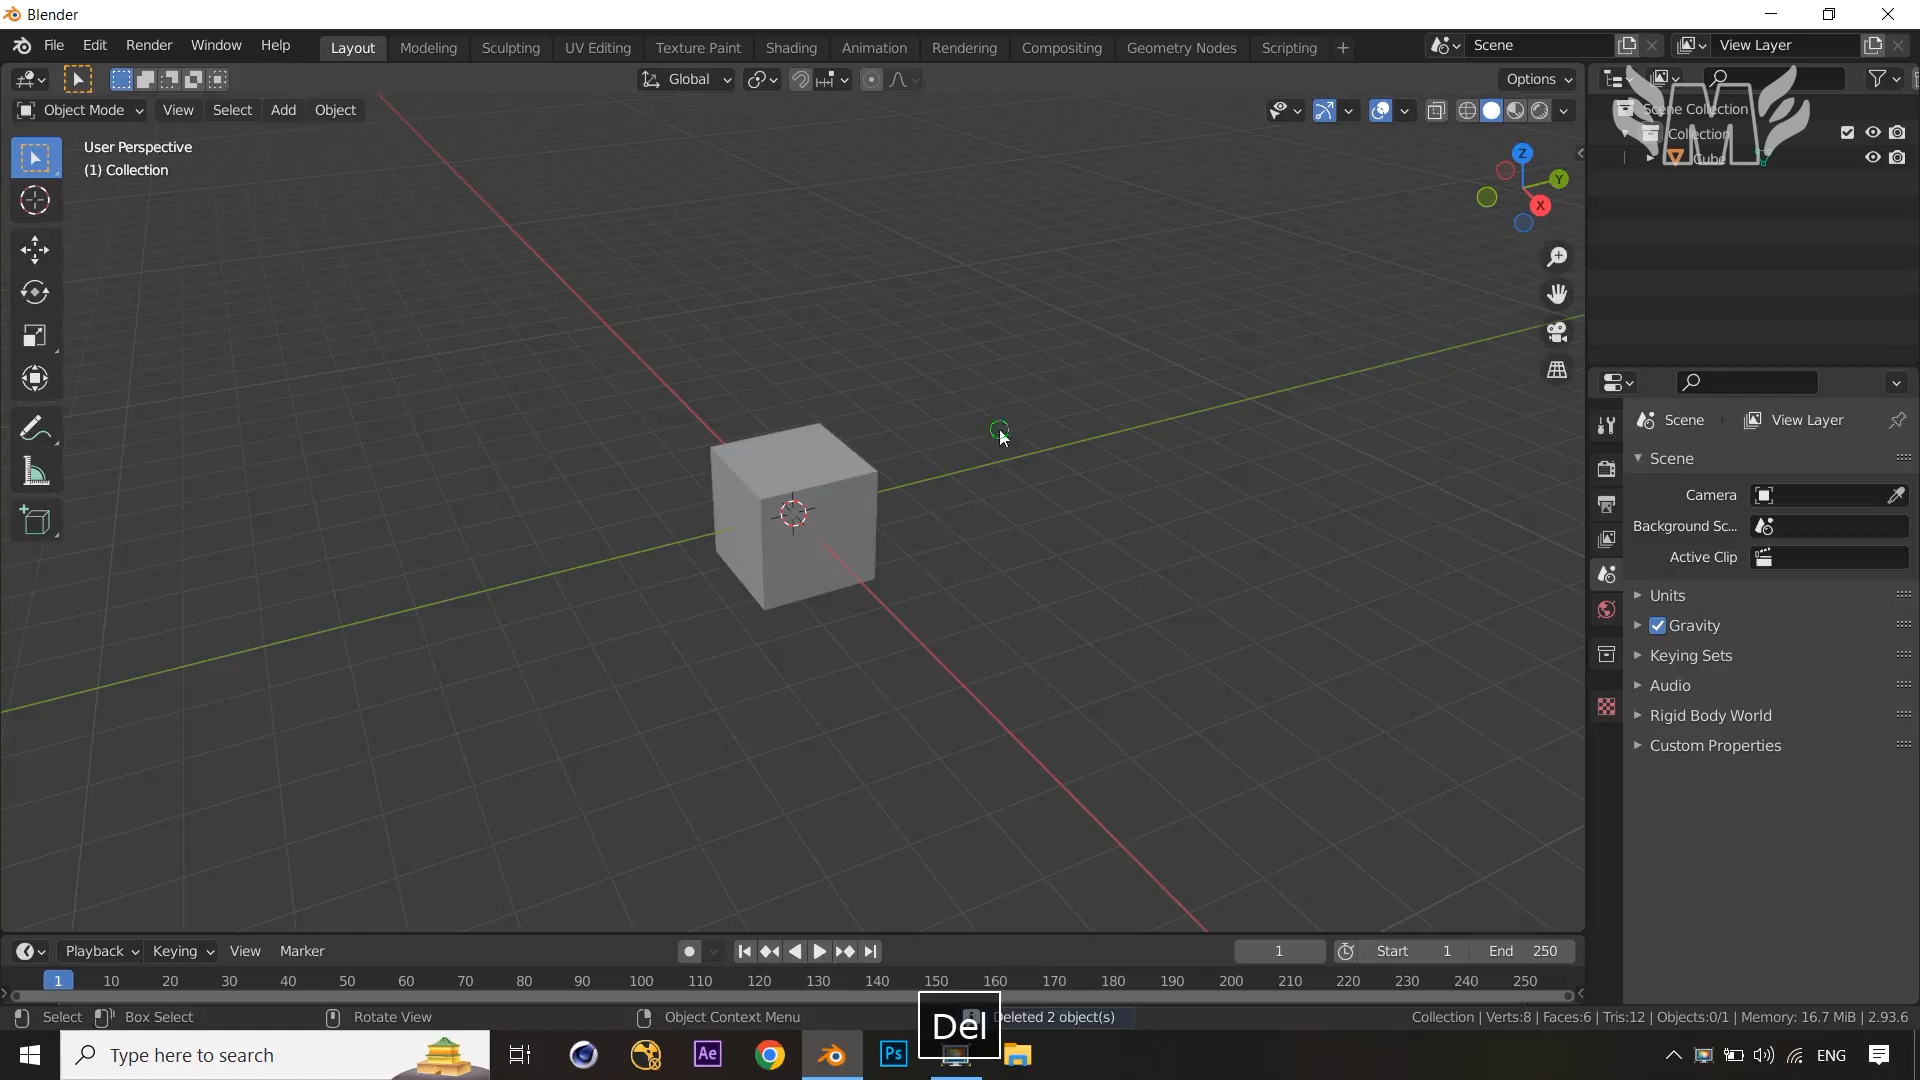 Blender
File Edit Render Window Help Layout Modeling Sculpting UV Editing Texture Paint Shading Animation Rendering Compositing Geometry Nodes Scripting + Scene View Layer
Global Options
Object Mode View Select Add Object
User Perspective
(1) Collection
Z
Y
X
Scene Collection
Collection
Cube
M
Scene View Layer
Scene
Camera
Background Sc...
Active Clip
Units
Gravity
Keying Sets
Audio
Rigid Body World
Custom Properties
Playback Keying View Marker 1 Start 1 End 250
1 10 20 30 40 50 60 70 80 90 100 110 120 130 140 150 160 170 180 190 200 210 220 230 240 250
Select Box Select Rotate View Object Context Menu Deleted 2 object(s) Collection | Verts:8 | Faces:6 | Tris:12 | Objects:0/1 | Memory: 16.7 MiB | 2.93.6
Del
Type here to search Ae Ps ENG